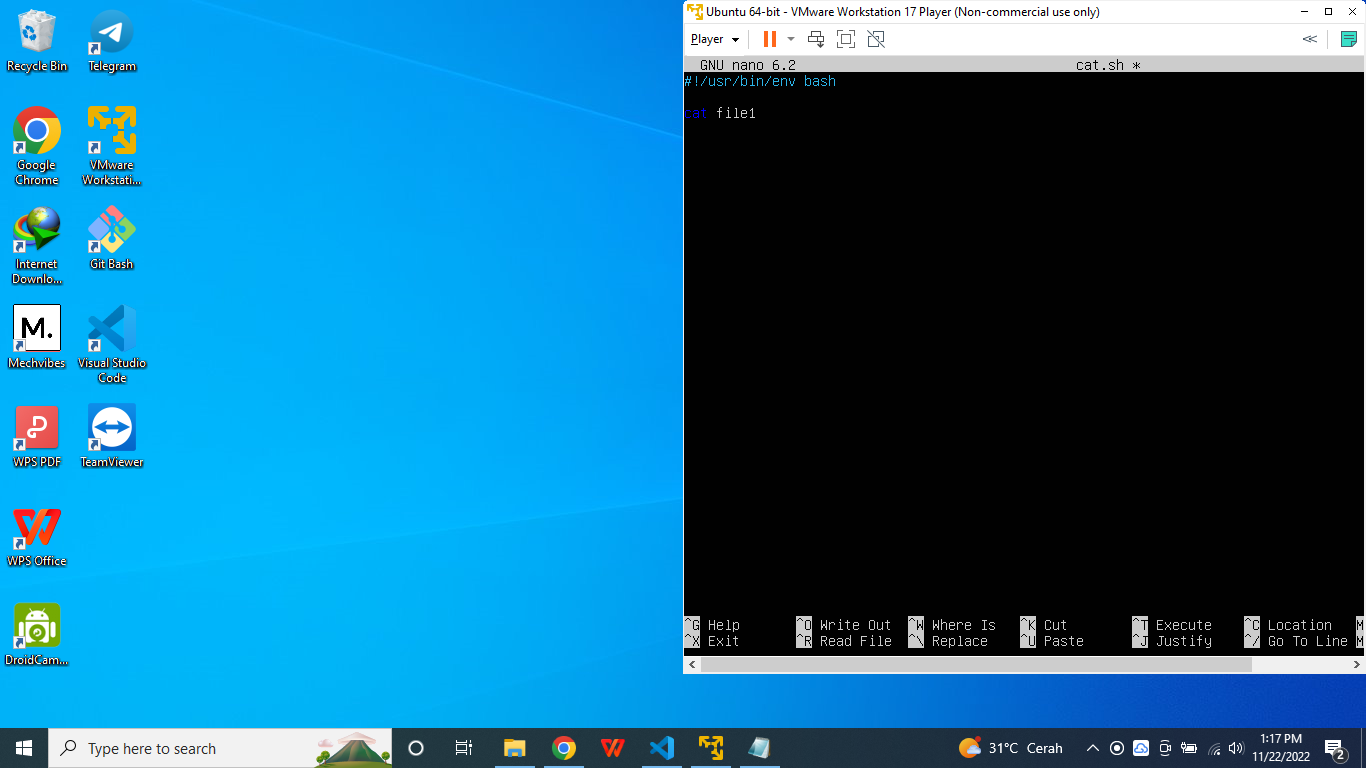 Recycle Bin
Telegram
Google Chrome
VMware Workstati...
Internet Downlo...
Git Bash
M.
Mechvibes
Visual Studio Code
WPS PDF
TeamViewer
WPS Office
DroidCam...
Ubuntu 64-bit - VMware Workstation 17 Player (Non-commercial use only)
Player
GNU nano 6.2 cat.sh *
#!/usr/bin/env bash
cat file1
^G Help ^O Write Out ^W Where Is ^K Cut ^T Execute ^C Location M
^X Exit ^R Read File ^\ Replace ^U Paste ^J Justify ^/ Go To Line M
Type here to search
31°C Cerah
1:17 PM
11/22/2022
2